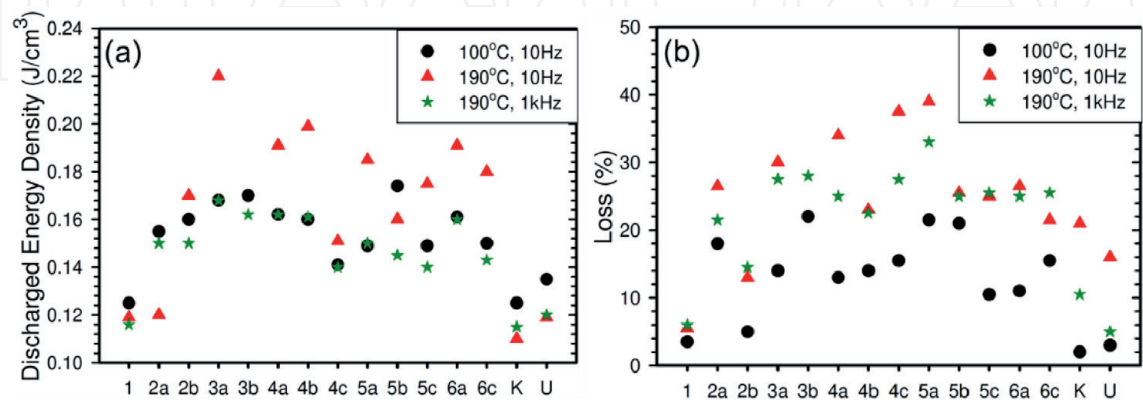 (a)
Discharged Energy Density (J/cm³)
0.24
0.22
0.20
0.18
0.16
0.14
0.12
0.10
100°C, 10Hz
190°C, 10Hz
190°C, 1kHz
1 2a 2b 3a 3b 4a 4b 4c 5a 5b 5c 6a 6c K U
(b)
Loss (%)
50
40
30
20
10
0
100°C, 10Hz
190°C, 10Hz
190°C, 1kHz
1 2a 2b 3a 3b 4a 4b 4c 5a 5b 5c 6a 6c K U